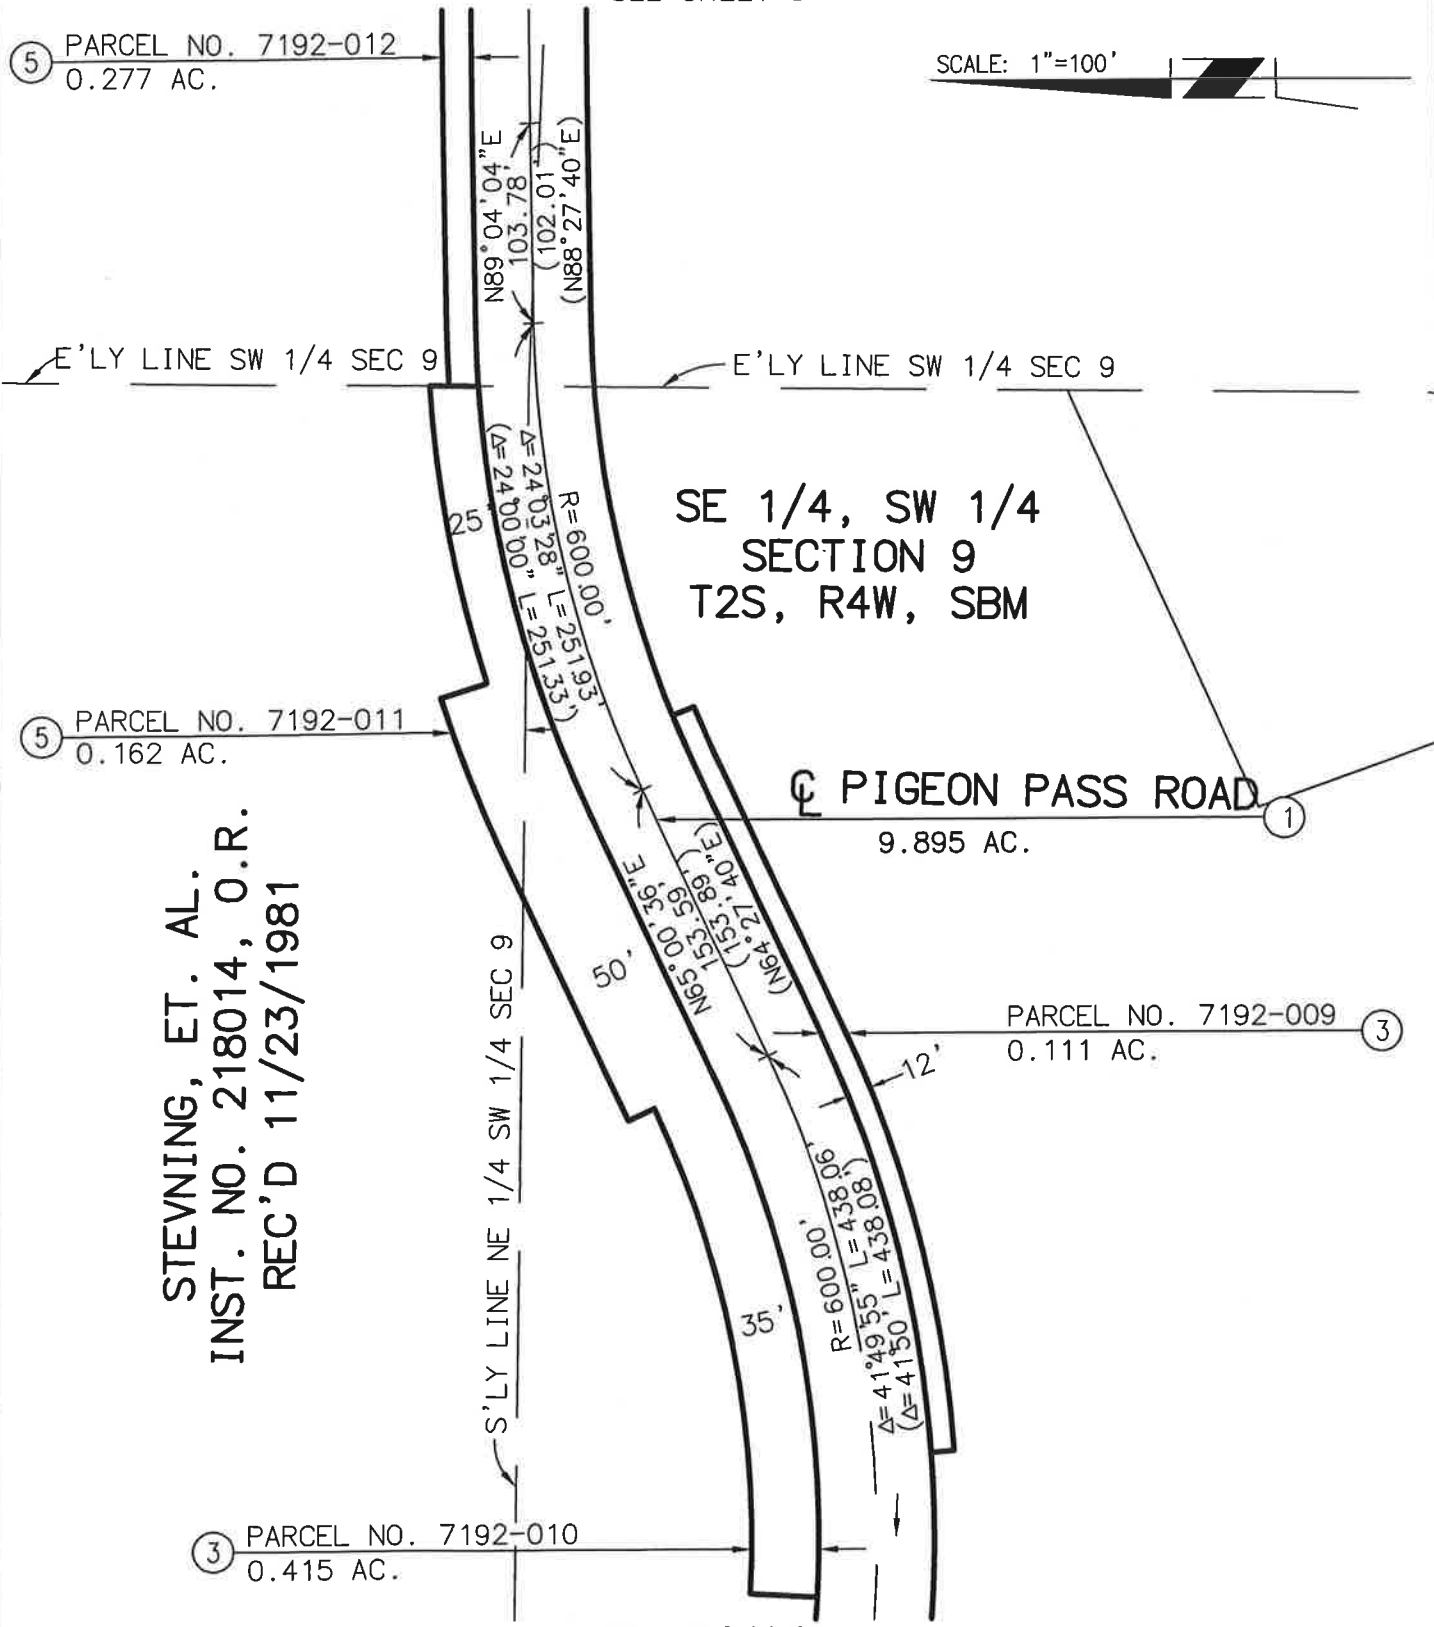 PARCEL NO. 7192-012
5
0.277 AC.
SCALE: 1"=100'
N89°04'04"E
103.78'
(102.01')
(N88°27'40"E)
E'LY LINE SW 1/4 SEC 9
E'LY LINE SW 1/4 SEC 9
25'
(Δ=24°00'00" L=251.33')
Δ=24°03'28" L=251.93'
R=600.00'
SE 1/4, SW 1/4
SECTION 9
T2S, R4W, SBM
PARCEL NO. 7192-011
5
0.162 AC.
℄ PIGEON PASS ROAD
1
9.895 AC.
STEVNING, ET. AL.
INST. NO. 218014, O.R.
REC'D 11/23/1981
N65°00'36"E
153.59'
(153.89')
(N64°27'40"E)
50'
S'LY LINE NE 1/4 SW 1/4 SEC 9
PARCEL NO. 7192-009
3
0.111 AC.
12'
35'
R=600.00'
Δ=41°49'55" L=438.06'
(Δ=41°50' L=438.08')
PARCEL NO. 7192-010
3
0.415 AC.